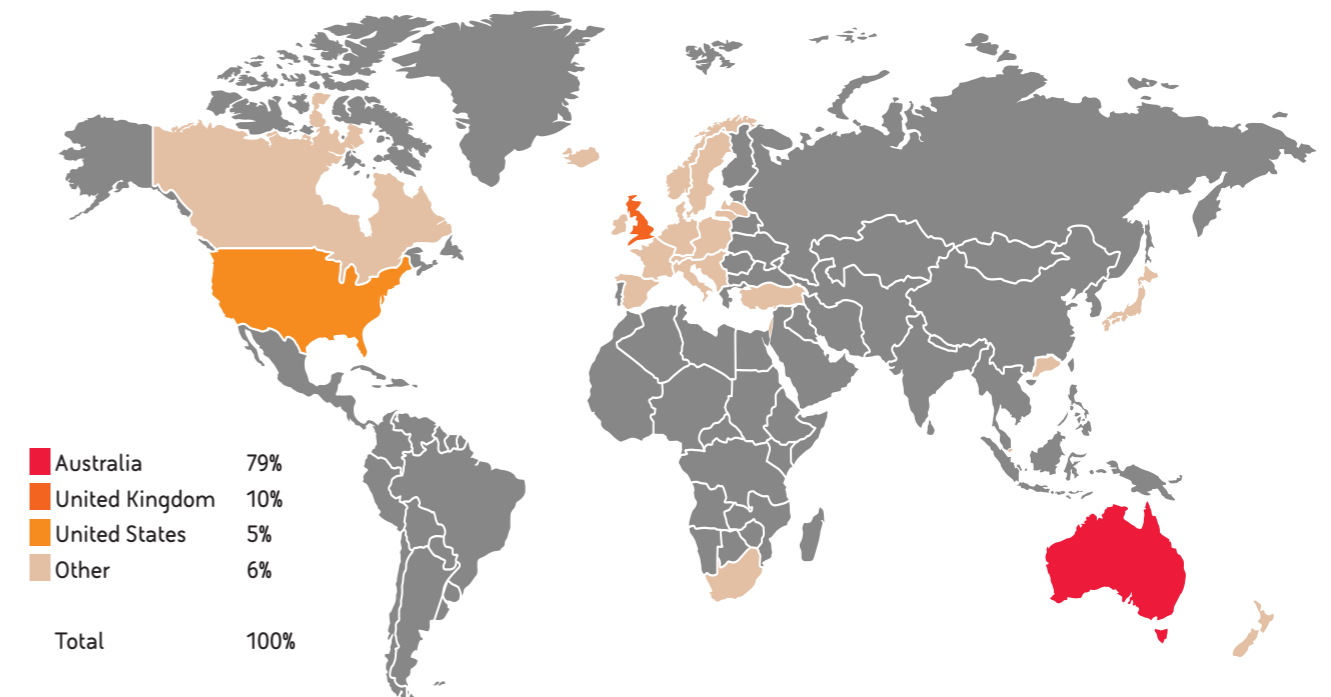 Australia 79%
United Kingdom 10%
United States 5%
Other 6%
Total 100%